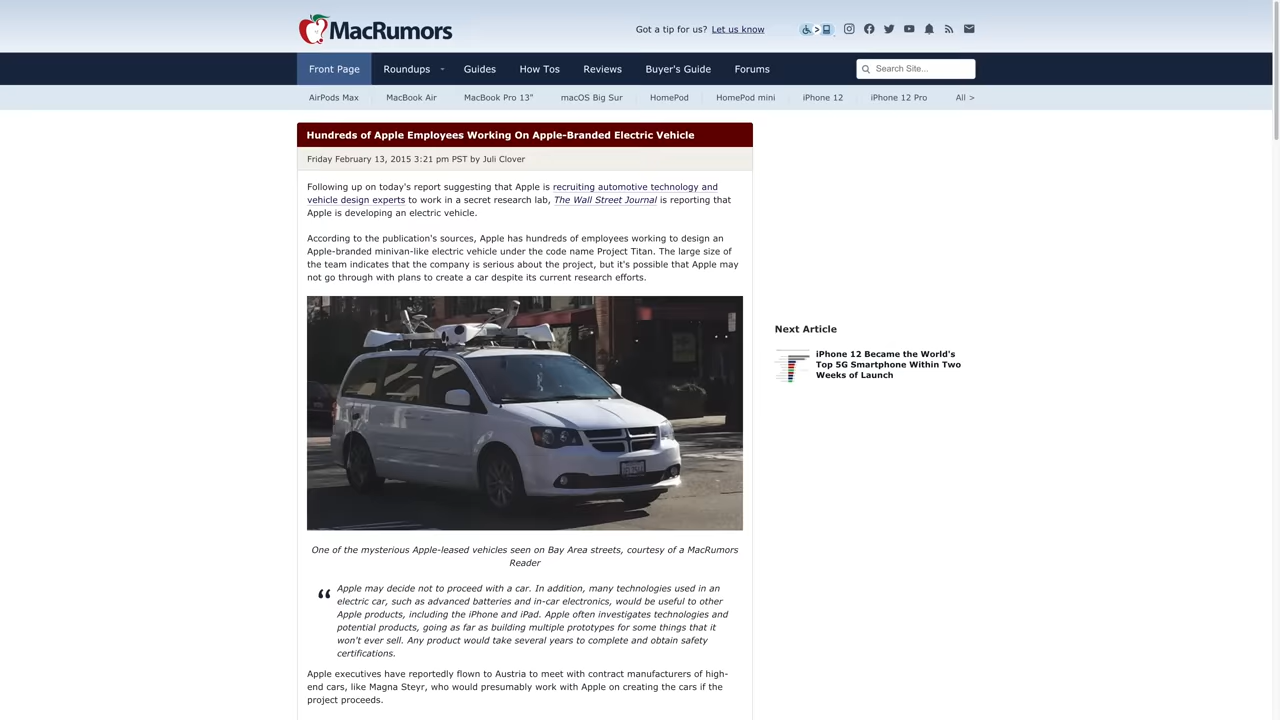 MacRumors
Got a tip for us? Let us know
Front Page Roundups Guides How Tos Reviews Buyer's Guide Forums Search Site...
AirPods Max MacBook Air MacBook Pro 13" macOS Big Sur HomePod HomePod mini iPhone 12 iPhone 12 Pro All >
Hundreds of Apple Employees Working On Apple-Branded Electric Vehicle
Friday February 13, 2015 3:21 pm PST by Juli Clover
Following up on today's report suggesting that Apple is recruiting automotive technology and
vehicle design experts to work in a secret research lab, The Wall Street Journal is reporting that
Apple is developing an electric vehicle.
According to the publication's sources, Apple has hundreds of employees working to design an
Apple-branded minivan-like electric vehicle under the code name Project Titan. The large size of
the team indicates that the company is serious about the project, but it's possible that Apple may
not go through with plans to create a car despite its current research efforts.
One of the mysterious Apple-leased vehicles seen on Bay Area streets, courtesy of a MacRumors
Reader
“ Apple may decide not to proceed with a car. In addition, many technologies used in an
electric car, such as advanced batteries and in-car electronics, would be useful to other
Apple products, including the iPhone and iPad. Apple often investigates technologies and
potential products, going as far as building multiple prototypes for some things that it
won't ever sell. Any product would take several years to complete and obtain safety
certifications.
Apple executives have reportedly flown to Austria to meet with contract manufacturers of high-
end cars, like Magna Steyr, who would presumably work with Apple on creating the cars if the
project proceeds.
Next Article
iPhone 12 Became the World's
Top 5G Smartphone Within Two
Weeks of Launch